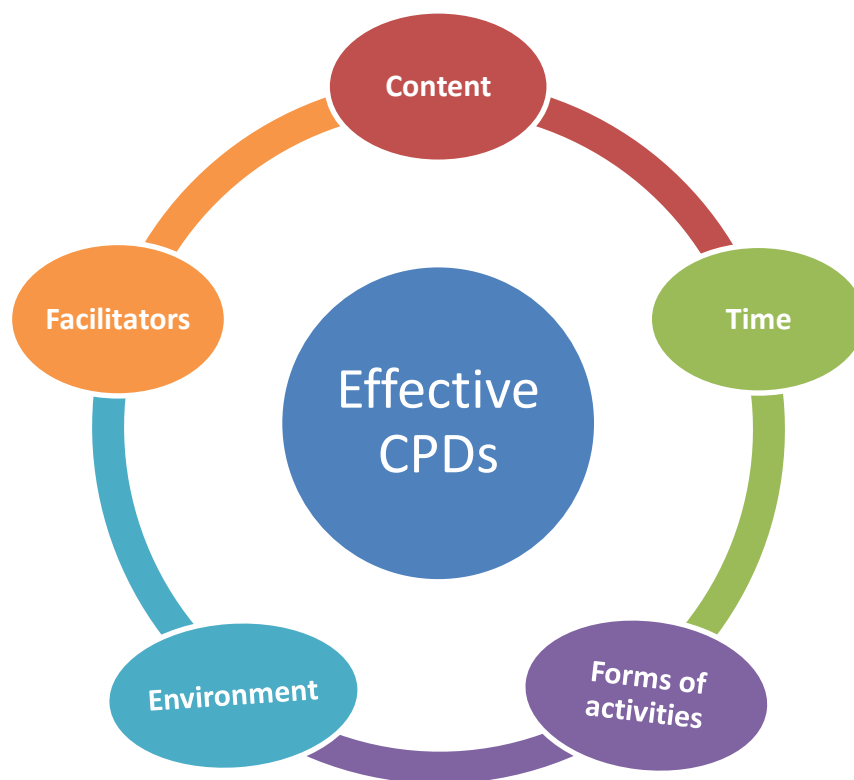 Content
Facilitators
Time
Effective
CPDs
Forms of
activities
Environment